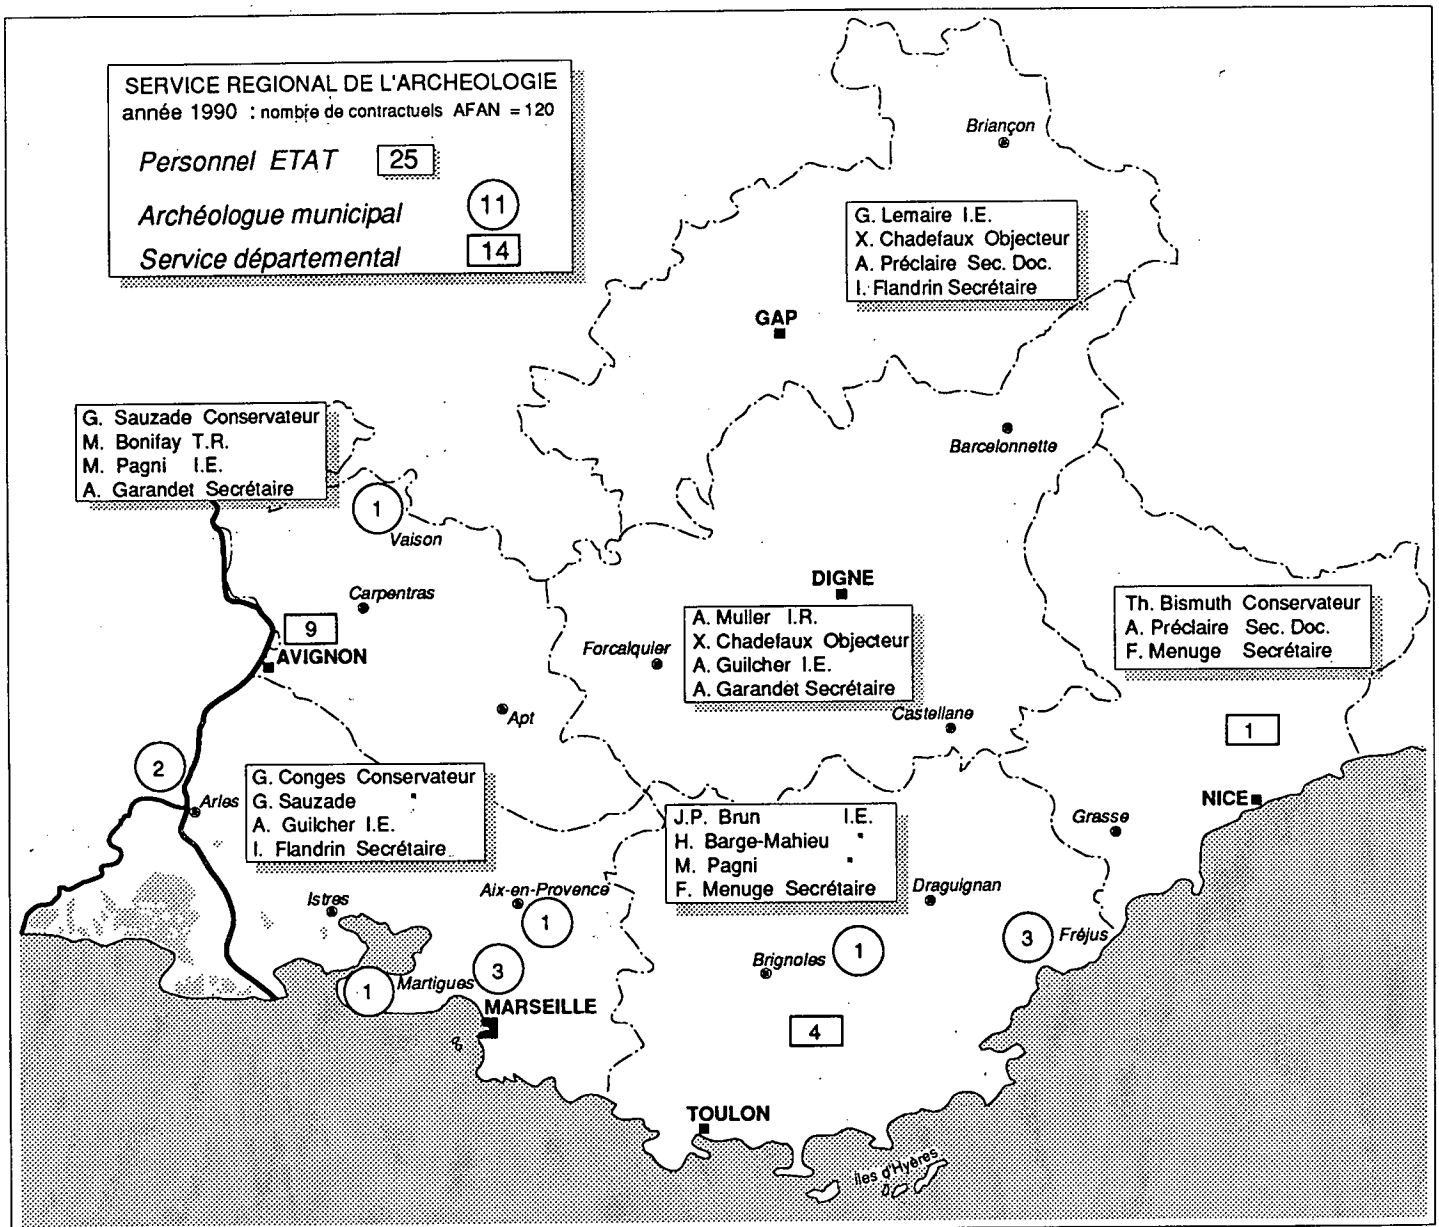 SERVICE REGIONAL DE L'ARCHEOLOGIE
année 1990 : nombre de contractuels AFAN = 120
Personnel ETAT 25
Archéologue municipal 11
Service départemental 14
Briançon
G. Lemaire I.E.
X. Chadefaux Objecteur
A. Préclaire Sec. Doc.
I. Flandrin Secrétaire
GAP
G. Sauzade Conservateur
M. Bonifay T.R.
M. Pagni I.E.
A. Garandet Secrétaire
Barcelonnette
1
Vaison
Carpentras
9
AVIGNON
DIGNE
A. Muller I.R.
X. Chadefaux Objecteur
A. Guilcher I.E.
A. Garandet Secrétaire
Forcalquier
Th. Bismuth Conservateur
A. Préclaire Sec. Doc.
F. Menuge Secrétaire
Apt
Castellane
1
2
Arles
G. Conges Conservateur
G. Sauzade "
A. Guilcher I.E.
I. Flandrin Secrétaire
J.P. Brun I.E.
H. Barge-Mahieu "
M. Pagni "
F. Menuge Secrétaire
NICE
Grasse
Istres
Aix-en-Provence
1
Draguignan
3
Fréjus
Brignoles
1
3
1
Martigues
MARSEILLE
4
TOULON
Îles d'Hyères